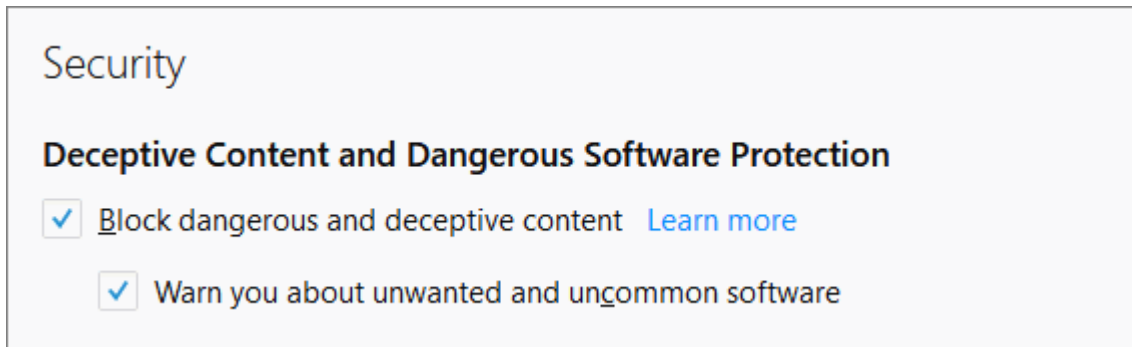 Security
Deceptive Content and Dangerous Software Protection
Block dangerous and deceptive content Learn more
Warn you about unwanted and uncommon software